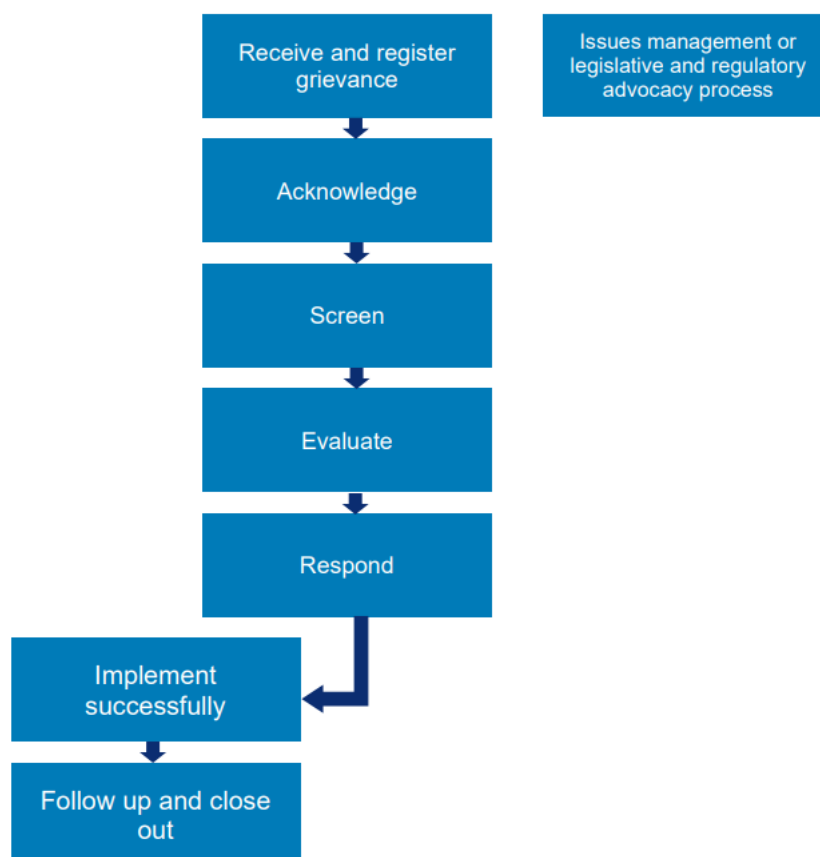 Receive and register
grievance
Issues management or
legislative and regulatory
advocacy process
Acknowledge
Screen
Evaluate
Respond
Implement
successfully
Follow up and close
out